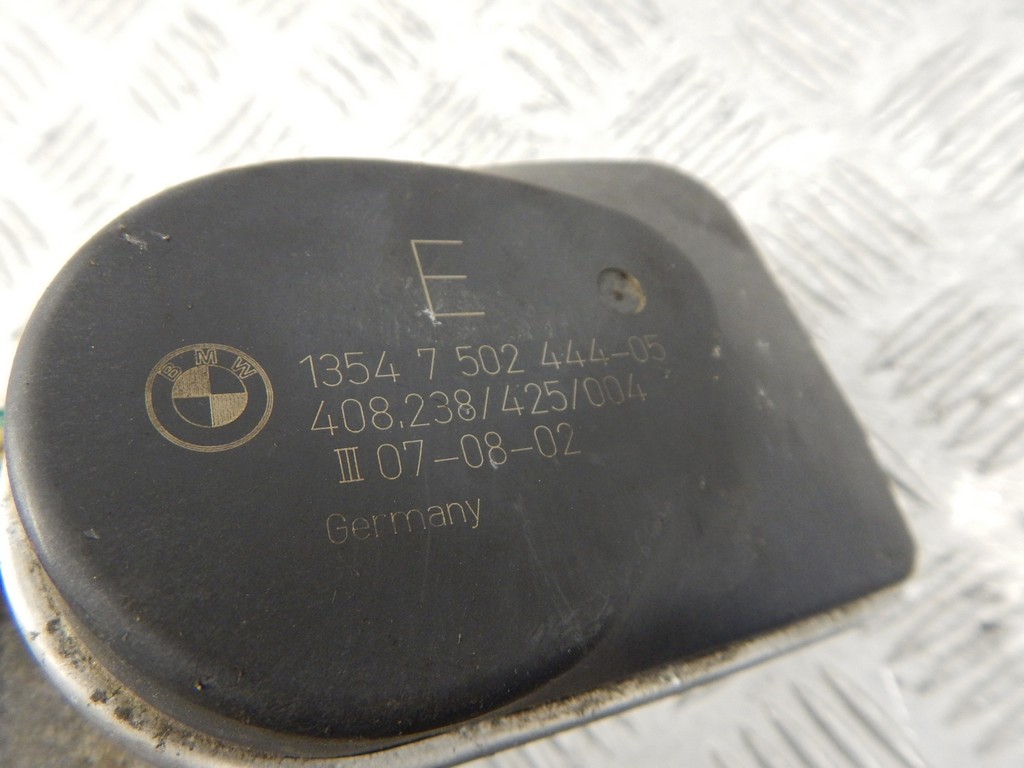 E
BMW
1354 7 502 444-05
408.238/425/004
III 07-08-02
Germany